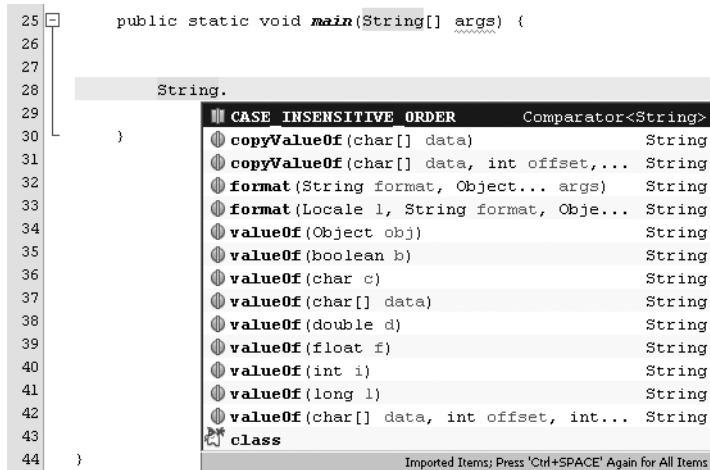 25 public static void main(String[] args) {
26
27
28 String.
29 CASE_INSENSITIVE_ORDER Comparator<String>
30 } copyValueOf(char[] data) String
31 copyValueOf(char[] data, int offset,... String
32 format(String format, Object... args) String
33 format(Locale l, String format, Obje... String
34 valueOf(Object obj) String
35 valueOf(boolean b) String
36 valueOf(char c) String
37 valueOf(char[] data) String
38 valueOf(double d) String
39 valueOf(float f) String
40 valueOf(int i) String
41 valueOf(long l) String
42 valueOf(char[] data, int offset, int... String
43 class
44 } Imported Items; Press 'Ctrl+SPACE' Again for All Items